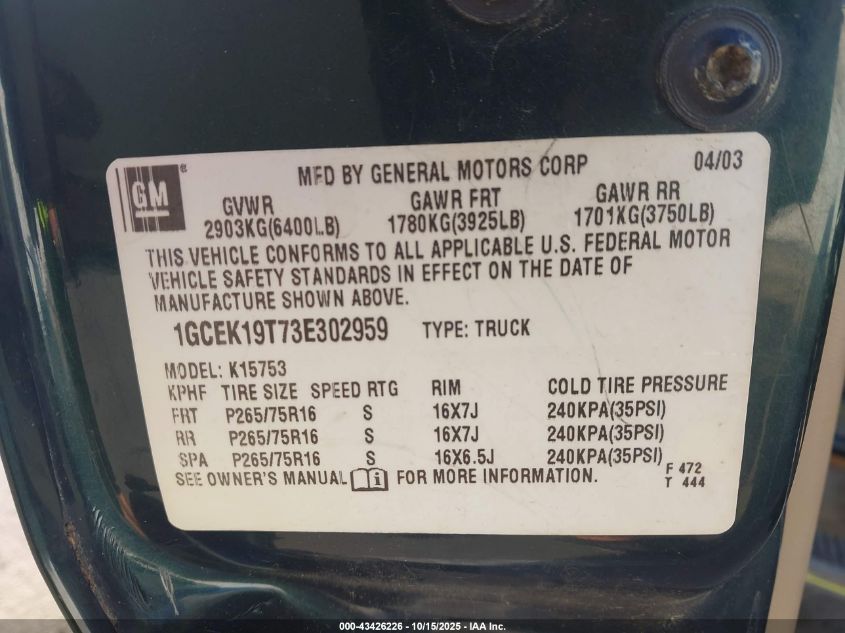 GM ®
MFD BY GENERAL MOTORS CORP 04/03
GVWR GAWR FRT GAWR RR
2903KG(6400LB) 1780KG(3925LB) 1701KG(3750LB)
THIS VEHICLE CONFORMS TO ALL APPLICABLE U.S. FEDERAL MOTOR
VEHICLE SAFETY STANDARDS IN EFFECT ON THE DATE OF
MANUFACTURE SHOWN ABOVE.
1GCEK19T73E302959 TYPE: TRUCK
MODEL: K15753
KPHF TIRE SIZE SPEED RTG RIM COLD TIRE PRESSURE
FRT P265/75R16 S 16X7J 240KPA(35PSI)
RR P265/75R16 S 16X7J 240KPA(35PSI)
SPA P265/75R16 S 16X6.5J 240KPA(35PSI)
SEE OWNER'S MANUAL FOR MORE INFORMATION.
F 472
T 444
000-43426226 - 10/15/2025 - IAA Inc.